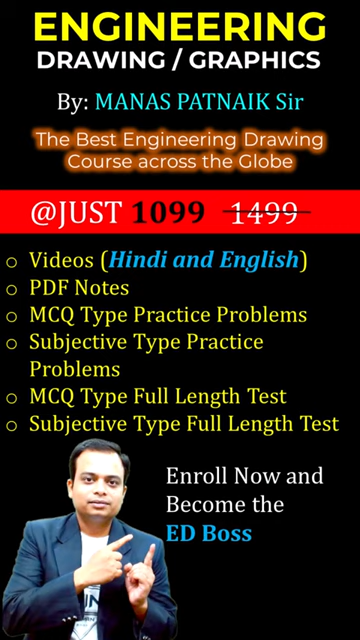 ENGINEERING
DRAWING / GRAPHICS
By: MANAS PATNAIK Sir
The Best Engineering Drawing
Course across the Globe
@JUST 1099 1499
Videos (Hindi and English)
PDF Notes
MCQ Type Practice Problems
Subjective Type Practice
Problems
MCQ Type Full Length Test
Subjective Type Full Length Test
Enroll Now and
Become the
ED Boss